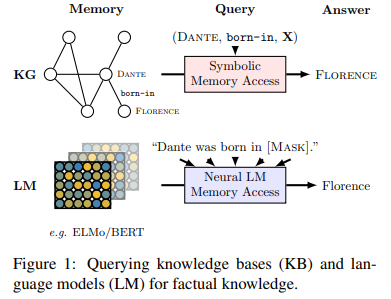 Memory Query Answer
(DANTE, born-in, X)
KG
DANTE
born-in
FLORENCE
Symbolic
Memory Access
FLORENCE
"Dante was born in [MASK]."
LM
Neural LM
Memory Access
Florence
e.g. ELMo/BERT
Figure 1: Querying knowledge bases (KB) and lan-
guage models (LM) for factual knowledge.